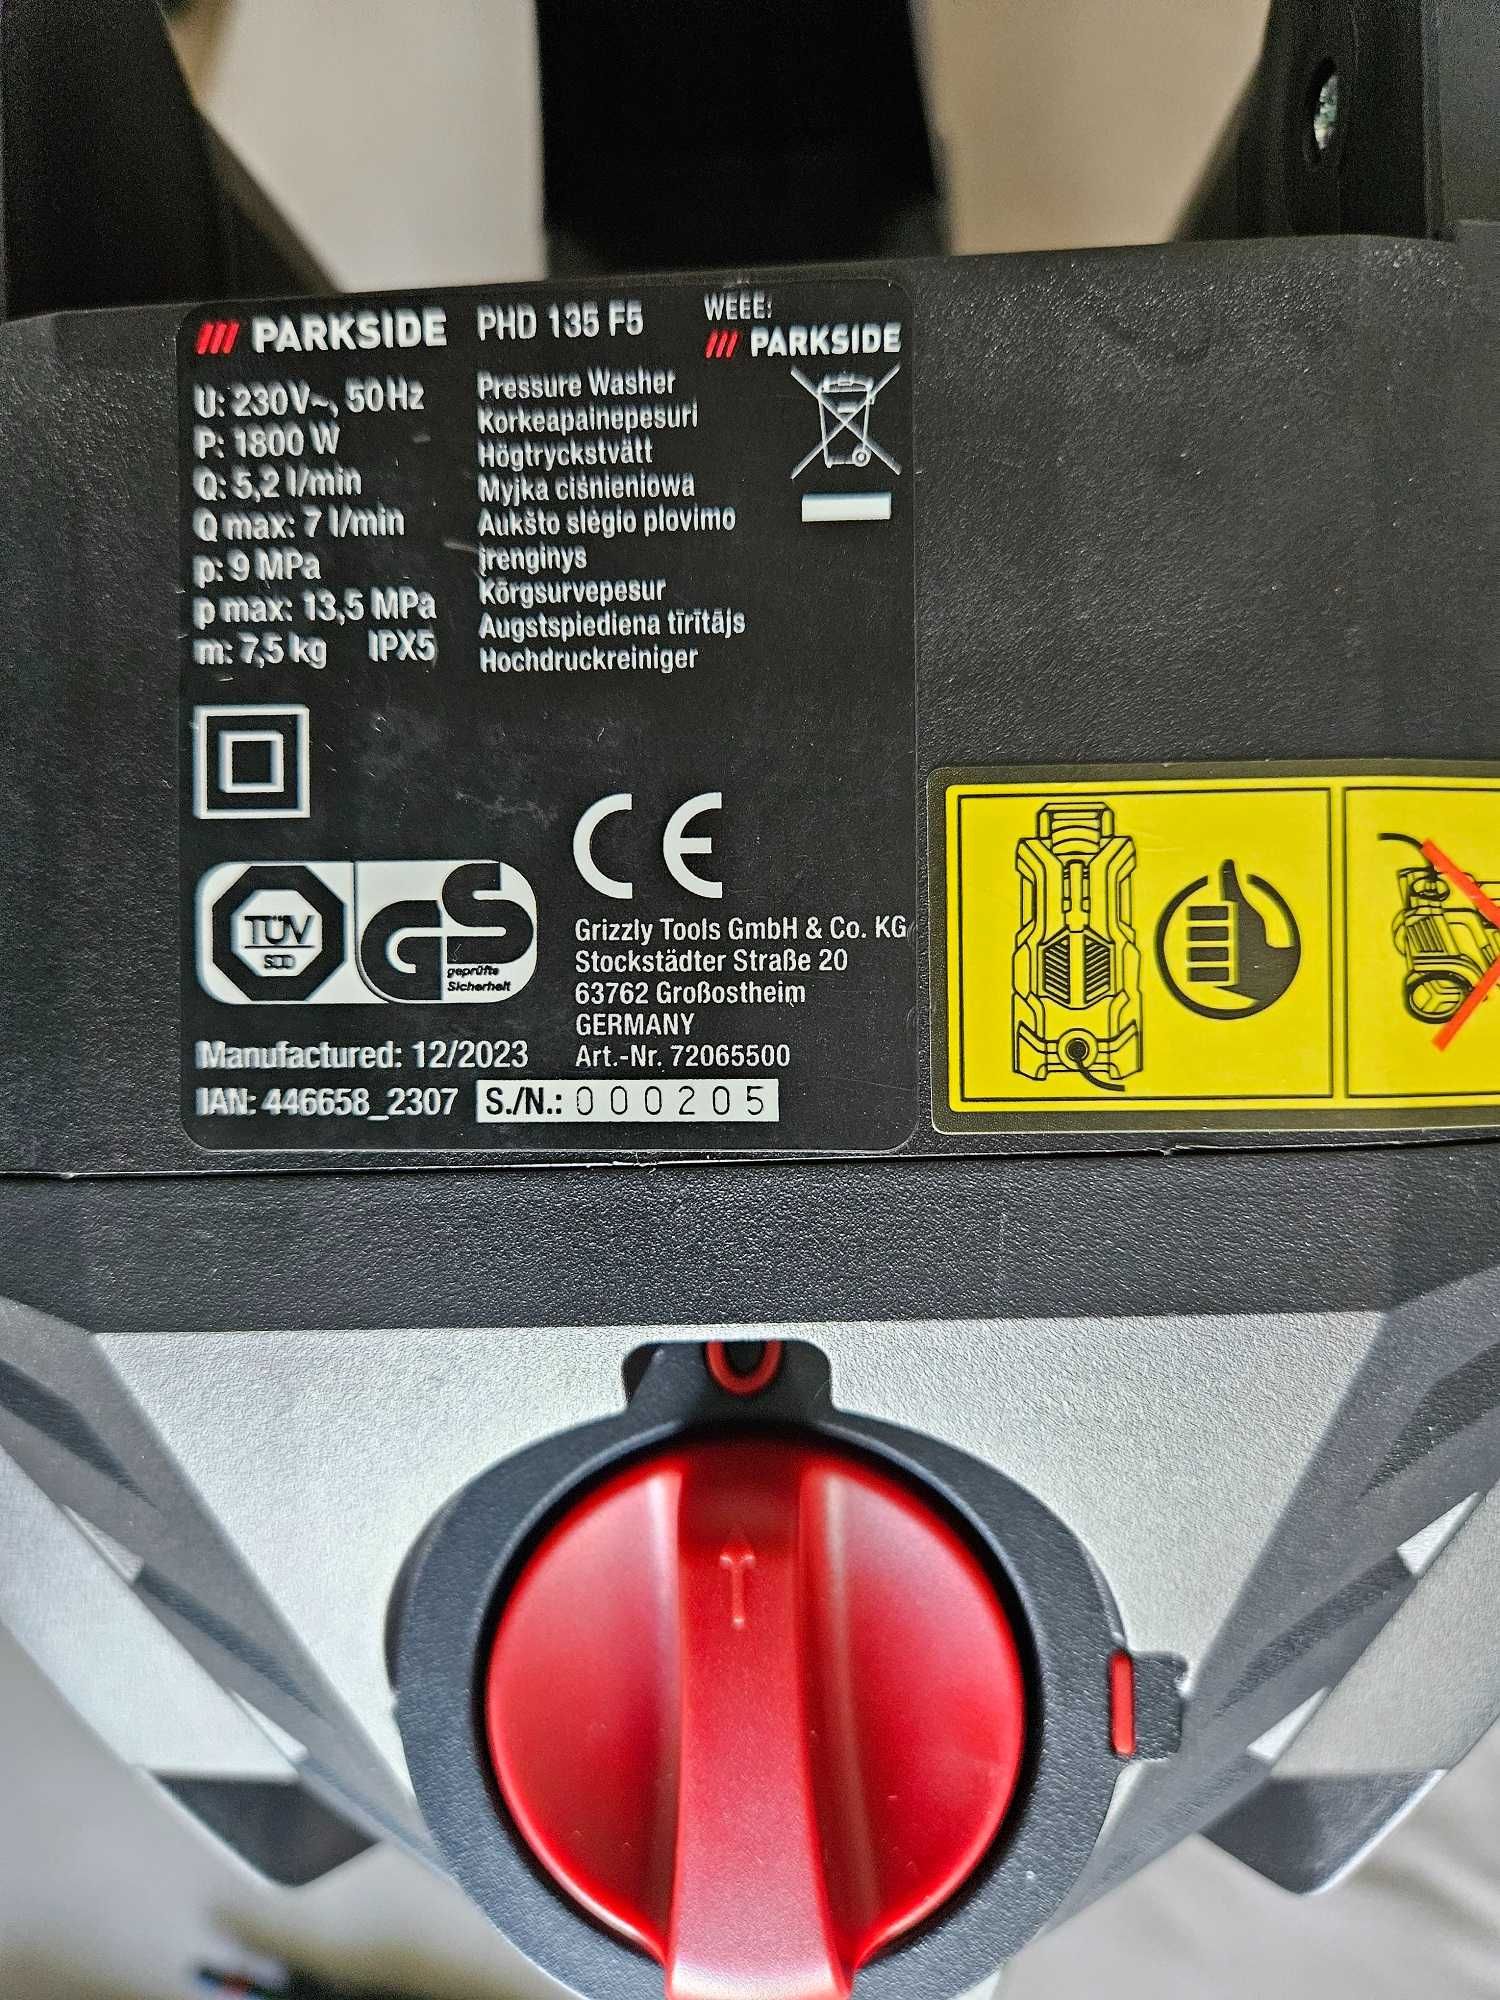 PARKSIDE PHD 135 F5
WEEE:
PARKSIDE
U: 230V~, 50Hz
P: 1800 W
Q: 5,2 l/min
Q max: 7 l/min
p: 9 MPa
p max: 13,5 MPa
m: 7,5 kg IPX5
Pressure Washer
Korkeapainepesuri
Högtryckstvätt
Myjka ciśnieniowa
Aukšto slėgio plovimo
įrenginys
Kõrgsurvepesur
Augstspiediena tīrītājs
Hochdruckreiniger
TÜV
SÜD
GS
geprüfte
Sicherheit
CE
Grizzly Tools GmbH & Co. KG
Stockstädter Straße 20
63762 Großostheim
GERMANY
Art.-Nr. 72065500
Manufactured: 12/2023
IAN: 446658_2307
S./N.: 000205
0
I